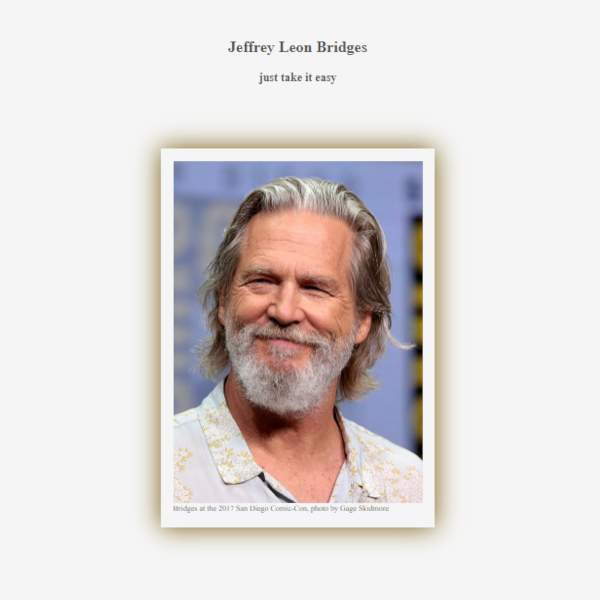 Jeffrey Leon Bridges
just take it easy
Bridges at the 2017 San Diego Comic-Con, photo by Gage Skidmore